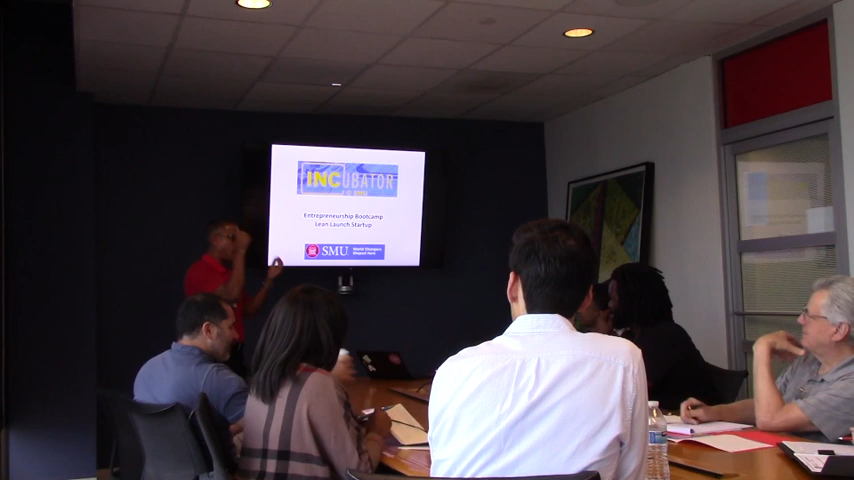 INCUBATOR
Entrepreneurship Bootcamp
Lean Launch Startup
SMU
World Changers
Shaped Here